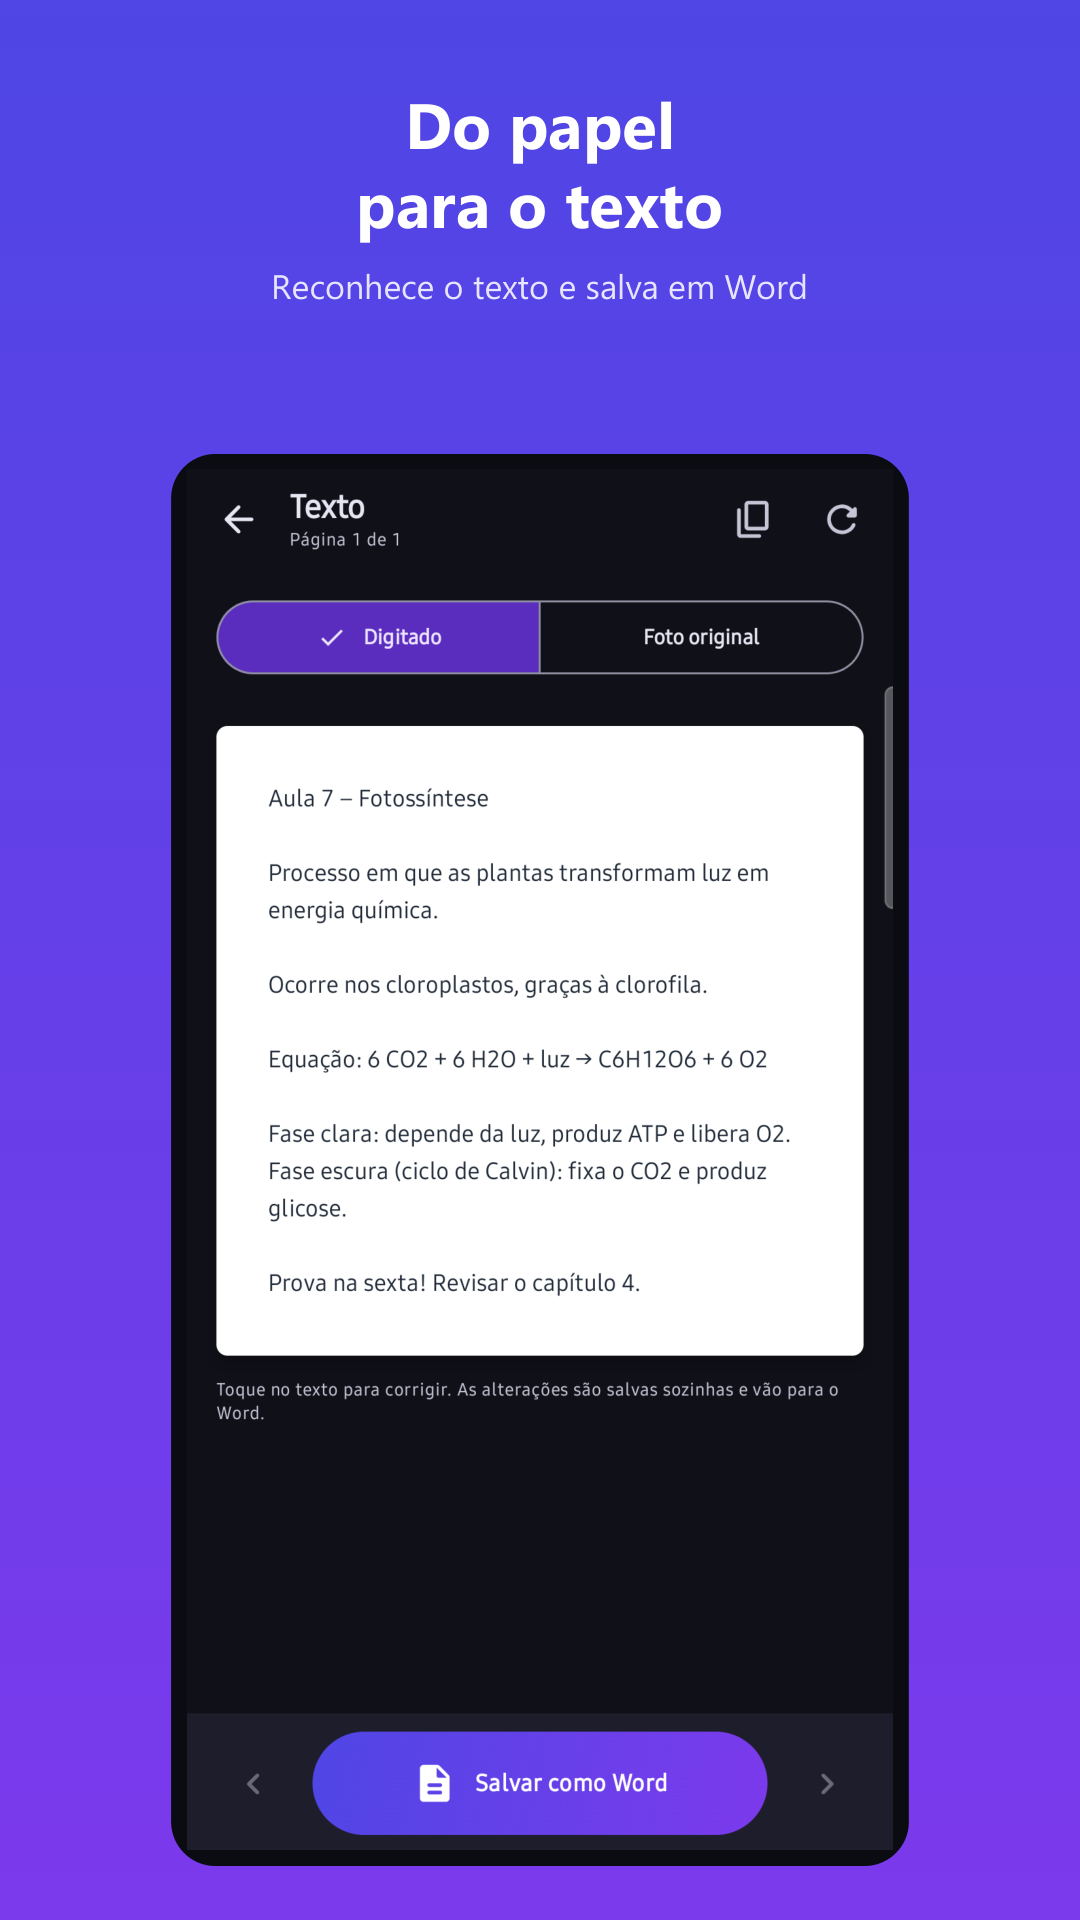 Do papel
para o texto
Reconhece o texto e salva em Word
Texto
Página 1 de 1
Digitado
Foto original
Aula 7 – Fotossíntese
Processo em que as plantas transformam luz em
energia química.
Ocorre nos cloroplastos, graças à clorofila.
Equação: 6 CO2 + 6 H2O + luz → C6H12O6 + 6 O2
Fase clara: depende da luz, produz ATP e libera O2.
Fase escura (ciclo de Calvin): fixa o CO2 e produz
glicose.
Prova na sexta! Revisar o capítulo 4.
Toque no texto para corrigir. As alterações são salvas sozinhas e vão para o
Word.
Salvar como Word